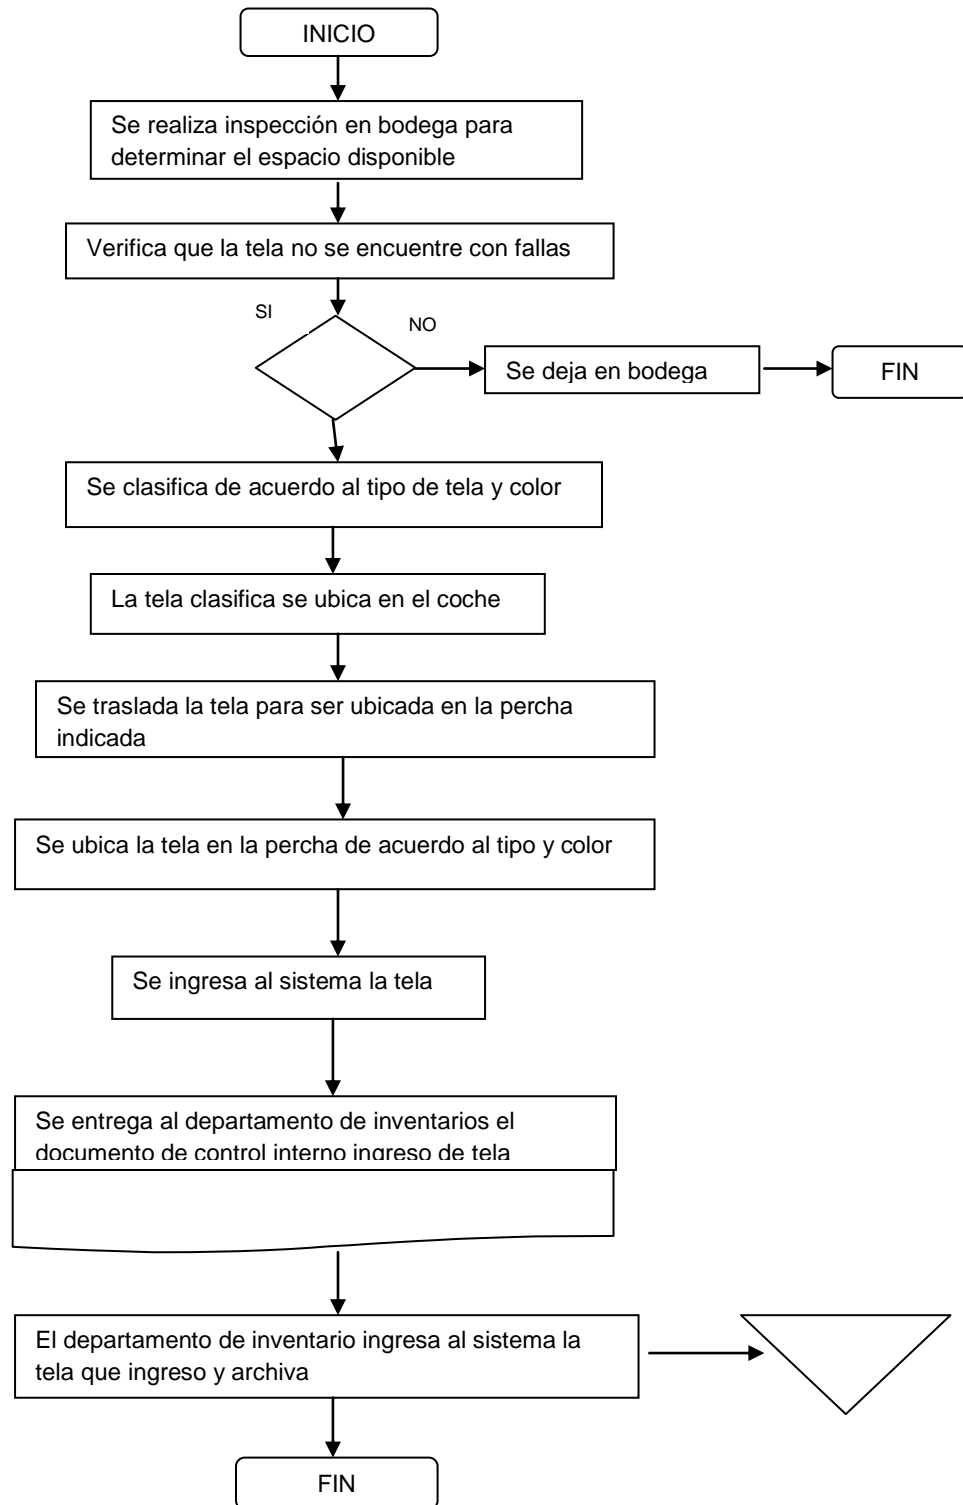 INICIO
Se realiza inspección en bodega para
determinar el espacio disponible
Verifica que la tela no se encuentre con fallas
SI
NO
Se deja en bodega
FIN
Se clasifica de acuerdo al tipo de tela y color
La tela clasifica se ubica en el coche
Se traslada la tela para ser ubicada en la percha
indicada
Se ubica la tela en la percha de acuerdo al tipo y color
Se ingresa al sistema la tela
Se entrega al departamento de inventarios el
documento de control interno ingreso de tela
El departamento de inventario ingresa al sistema la
tela que ingreso y archiva
FIN